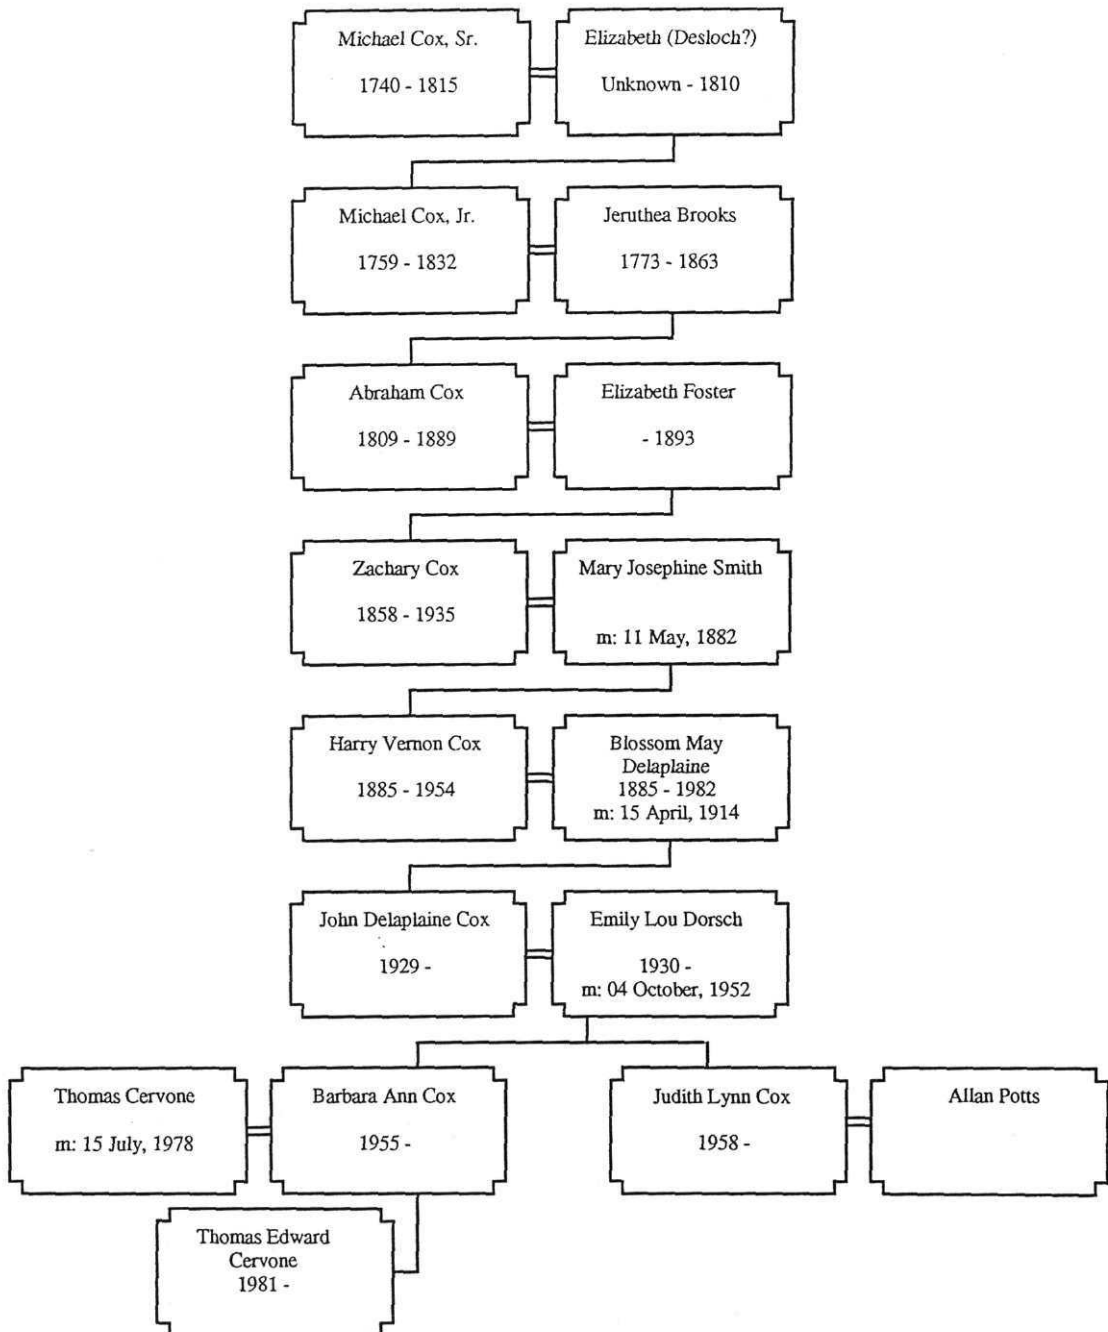 Michael Cox, Sr.
1740 - 1815
Elizabeth (Desloch?)
Unknown - 1810
Michael Cox, Jr.
1759 - 1832
Jeruthea Brooks
1773 - 1863
Abraham Cox
1809 - 1889
Elizabeth Foster
- 1893
Zachary Cox
1858 - 1935
Mary Josephine Smith
m: 11 May, 1882
Harry Vernon Cox
1885 - 1954
Blossom May
Delaplaine
1885 - 1982
m: 15 April, 1914
John Delaplaine Cox
1929 -
Emily Lou Dorsch
1930 -
m: 04 October, 1952
Thomas Cervone
m: 15 July, 1978
Barbara Ann Cox
1955 -
Judith Lynn Cox
1958 -
Allan Potts
Thomas Edward
Cervone
1981 -